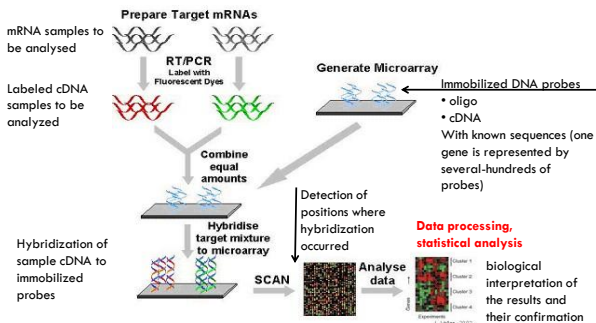 Prepare Target mRNAs
mRNA samples to
be analysed
RT/PCR
Label with
Fluorescent Dyes
Generate Microarray
Labeled cDNA
samples to be
analyzed
Immobilized DNA probes
• oligo
• cDNA
With known sequences (one
gene is represented by
several-hundreds of
probes)
Combine
equal
amounts
Detection of
positions where
hybridization
occurred
Hybridise
target mixture
to microarray
Data processing,
statistical analysis
Hybridization of
sample cDNA to
immobilized
probes
SCAN
Analyse
data
Cluster 1
Cluster 2
Cluster 3
Cluster 4
Genes
Experiments
biological
interpretation of
the results and
their confirmation